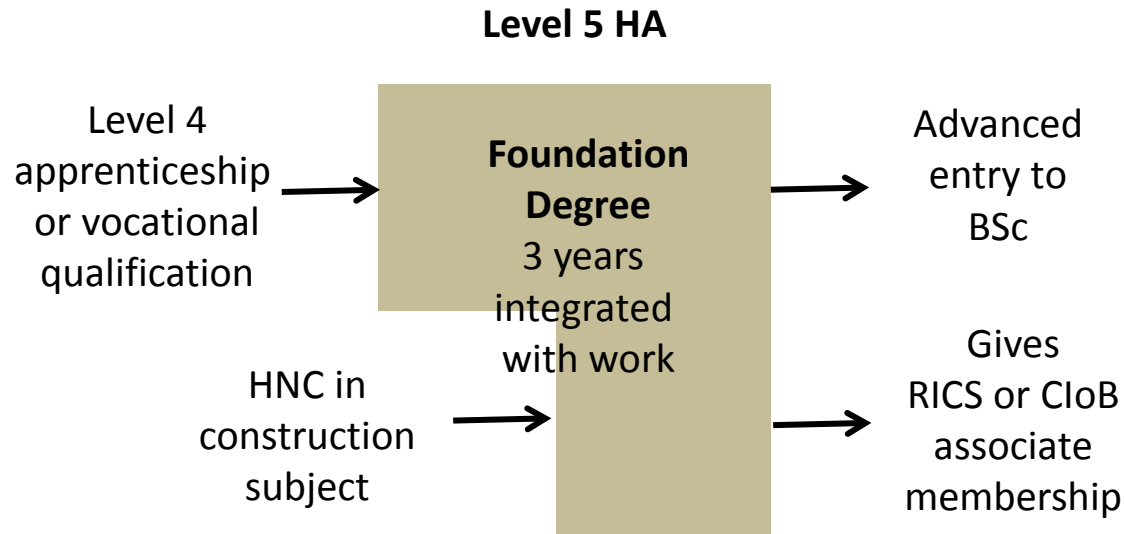 Level 5 HA
Level 4
apprenticeship
or vocational
qualification
Foundation
Degree
3 years
integrated
with work
Advanced
entry to
BSc
HNC in
construction
subject
Gives
RICS or CIoB
associate
membership